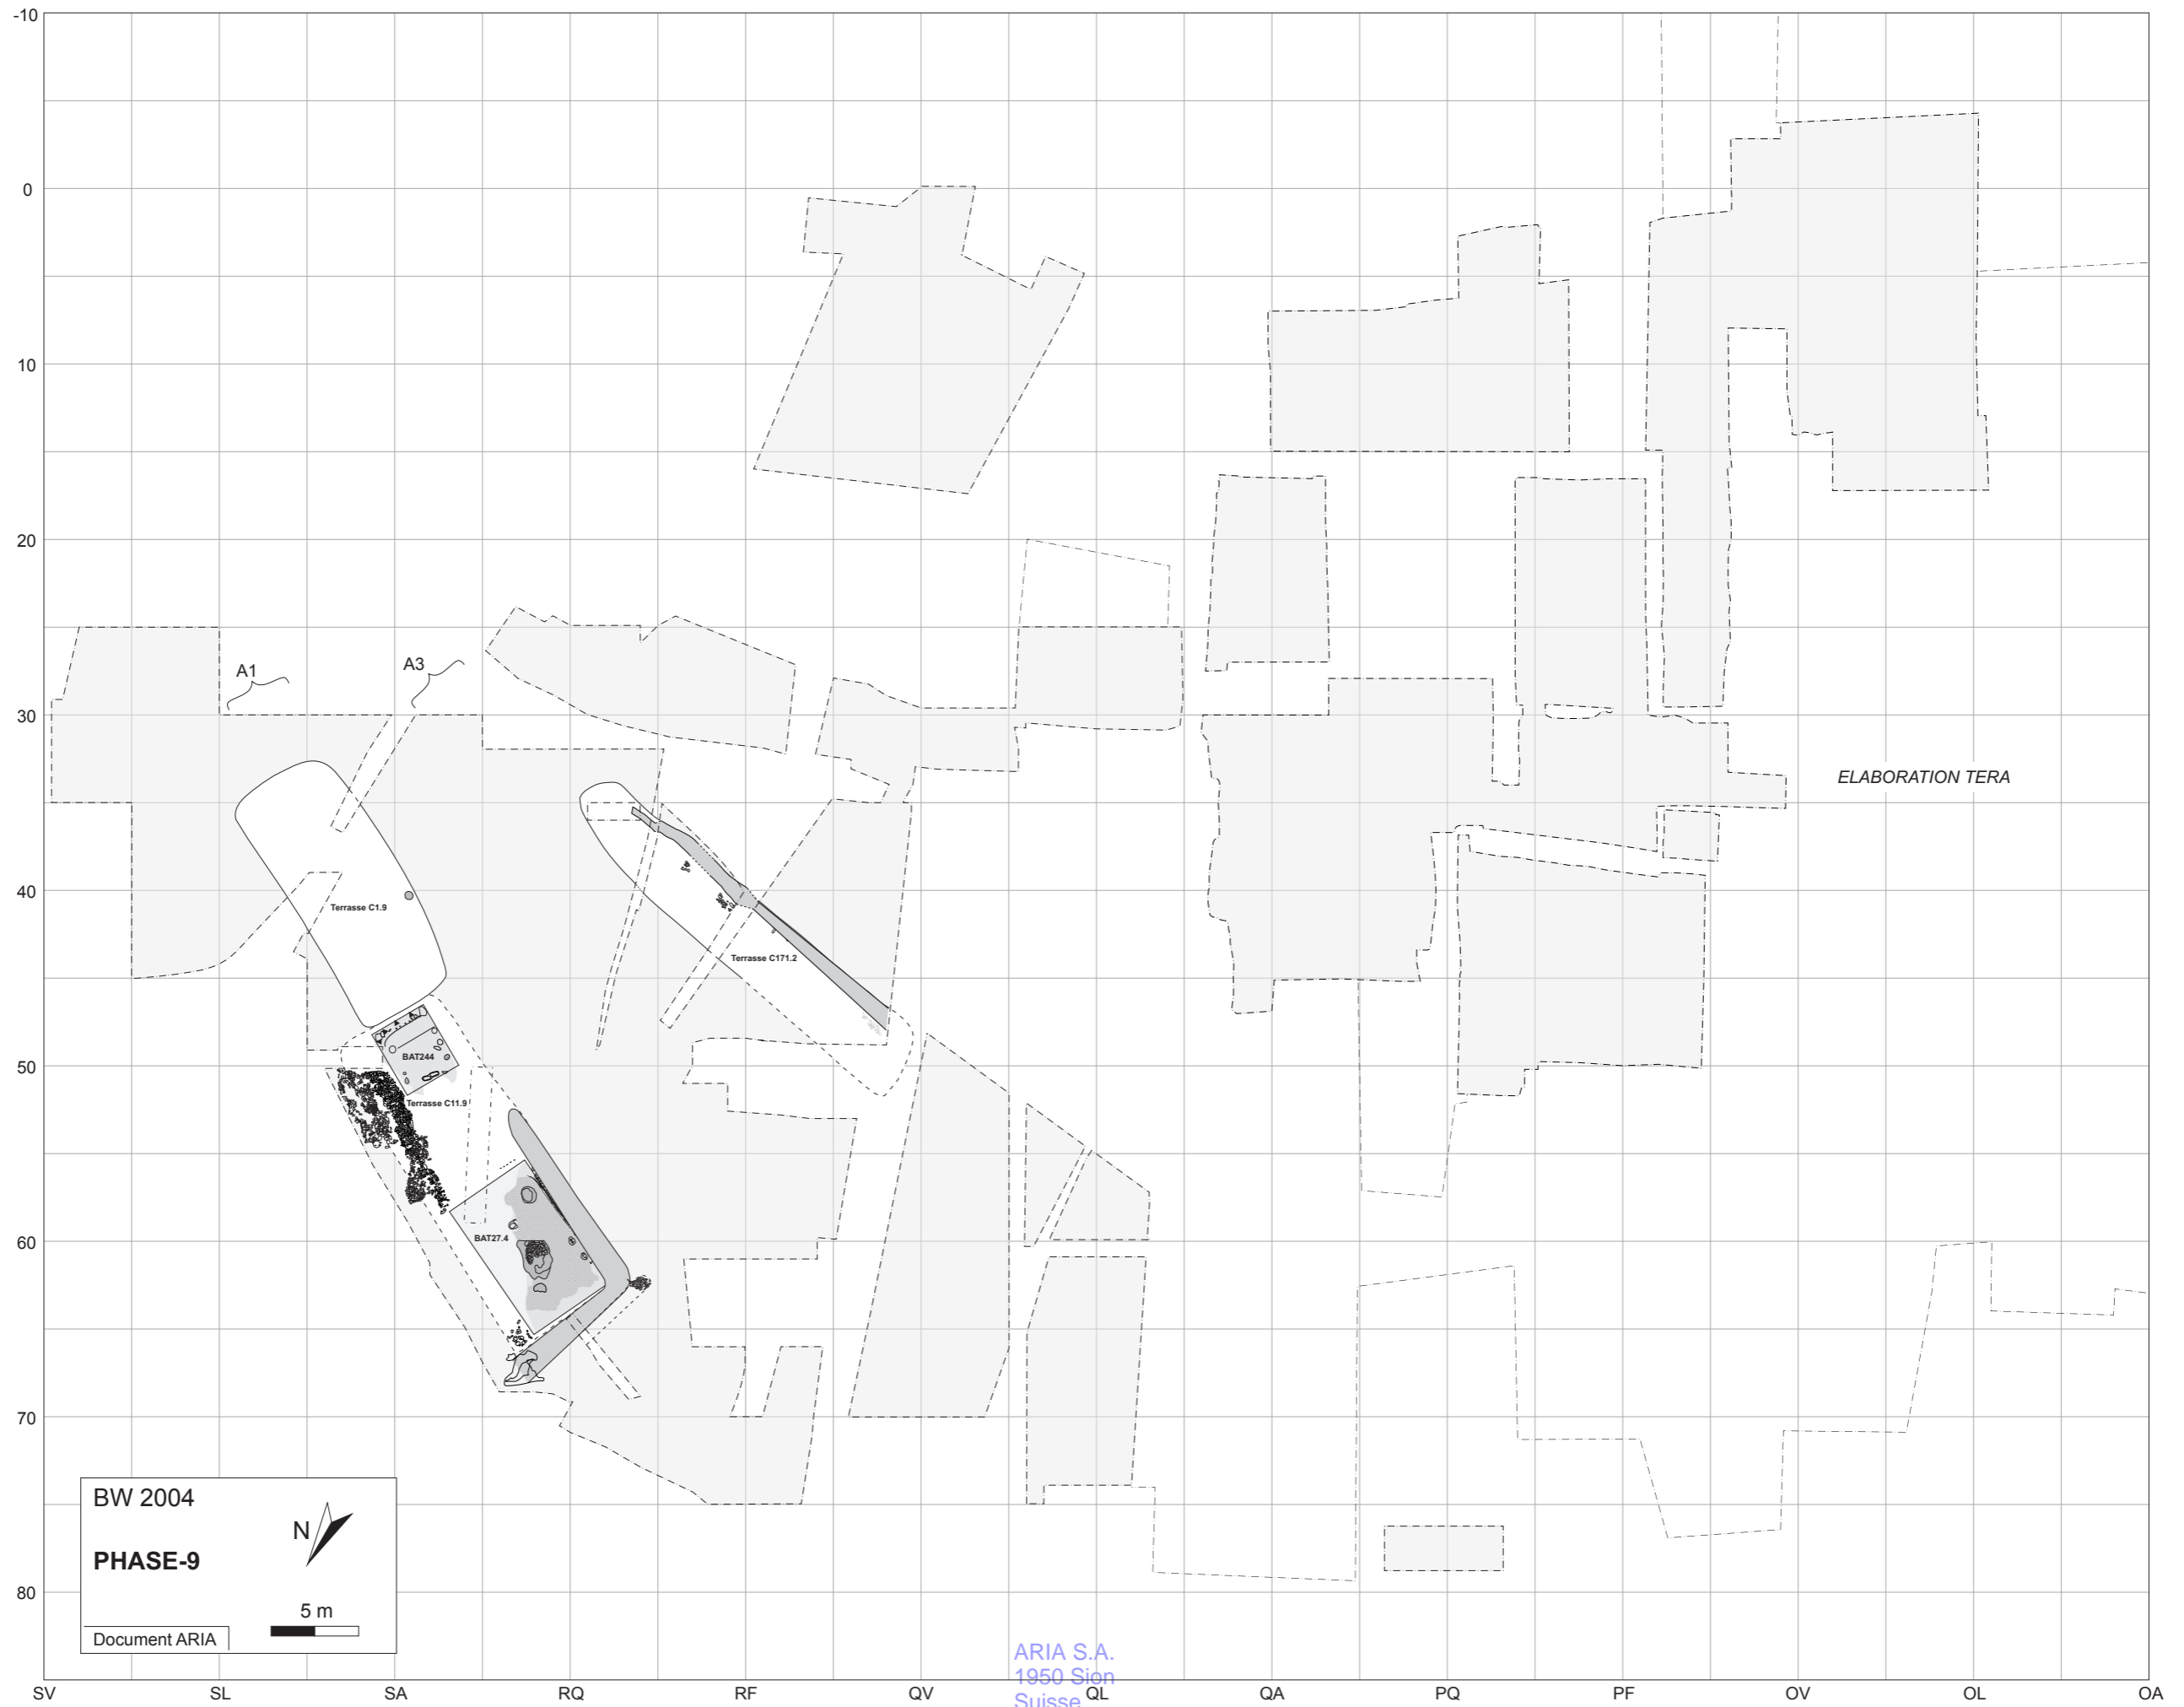 -10
0
10
20
30
40
50
60
70
80
A1
A3
ELABORATION TERA
Terrasse C1.9
Terrasse C171.2
BAT244
Terrasse C11.9
BAT27.4
BW 2004
N
PHASE-9
5 m
Document ARIA
ARIA S.A.
1950 Sion
Suisse
SV SL SA RQ RF QV QL QA PQ PF OV OL OA